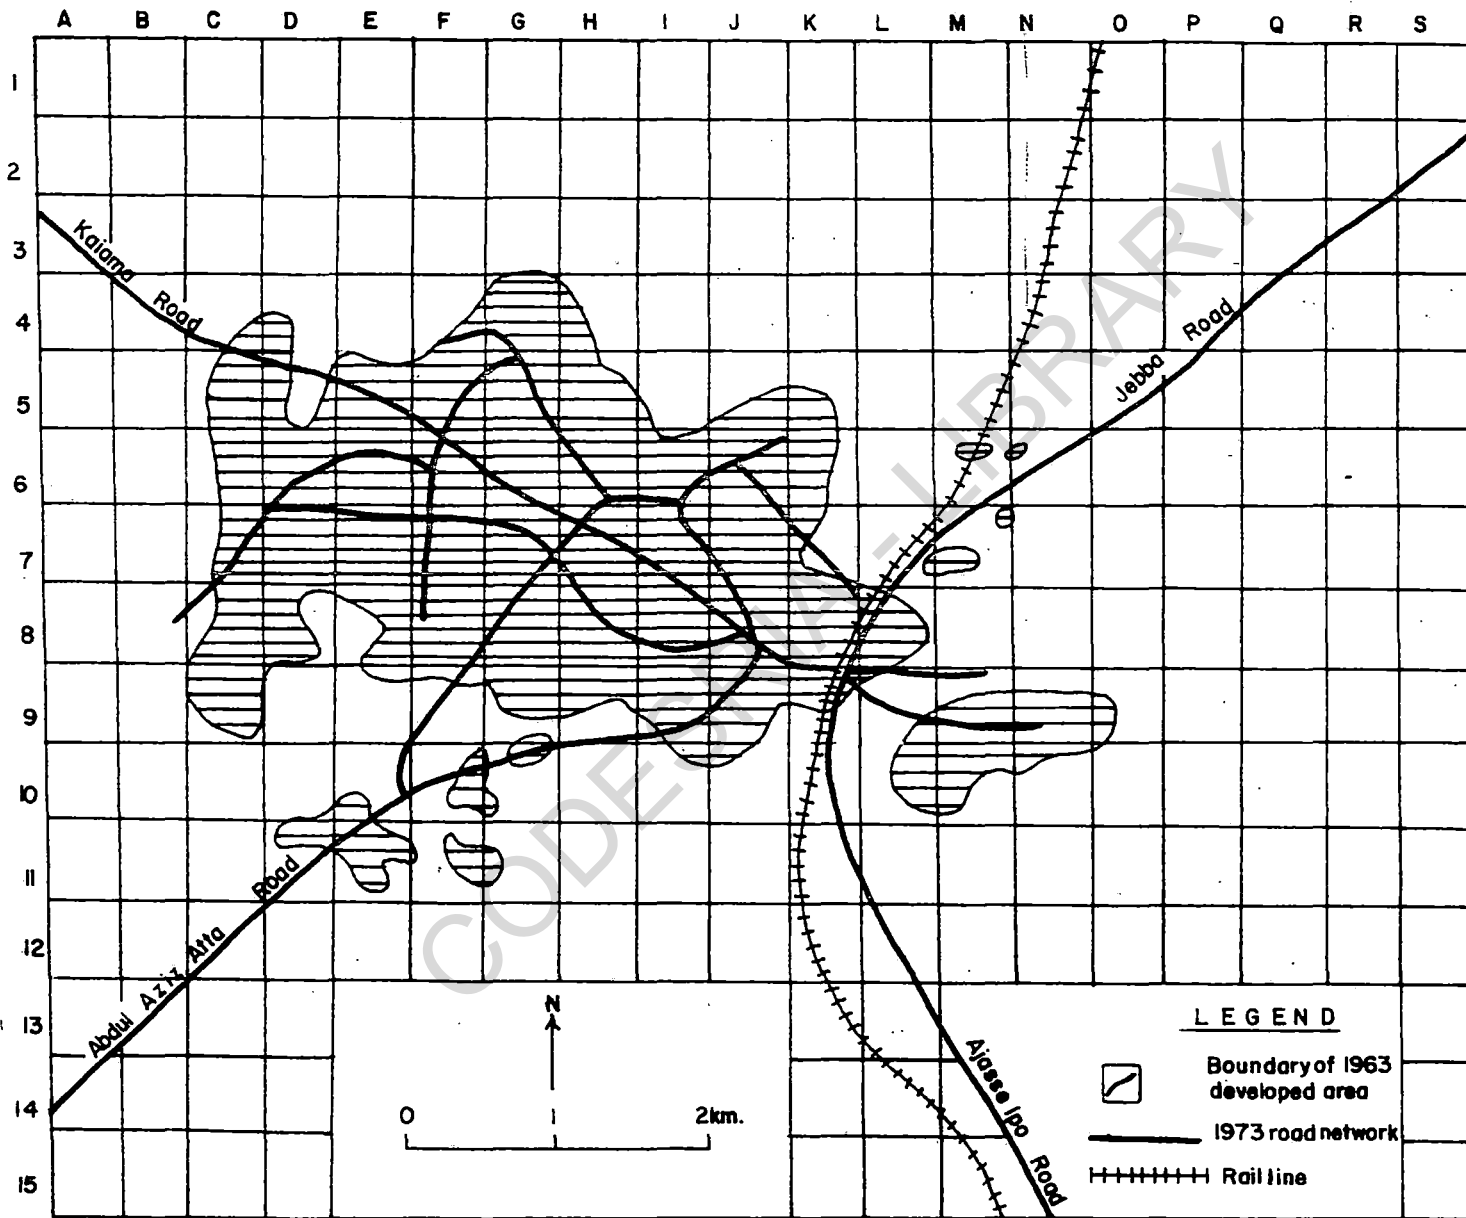 A B C D E F G H I J K L M N O P Q R S
1
2
3
4
5
6
7
8
9
10
11
12
13
14
15
Kaiama Road
Jebba Road
Abdul Aziz Atta Road
Ajasse Ipo Road
CODESRIA - LIBRARY
N
0 1 2km.
LEGEND
Boundary of 1963
developed area
1973 road network
Rail line